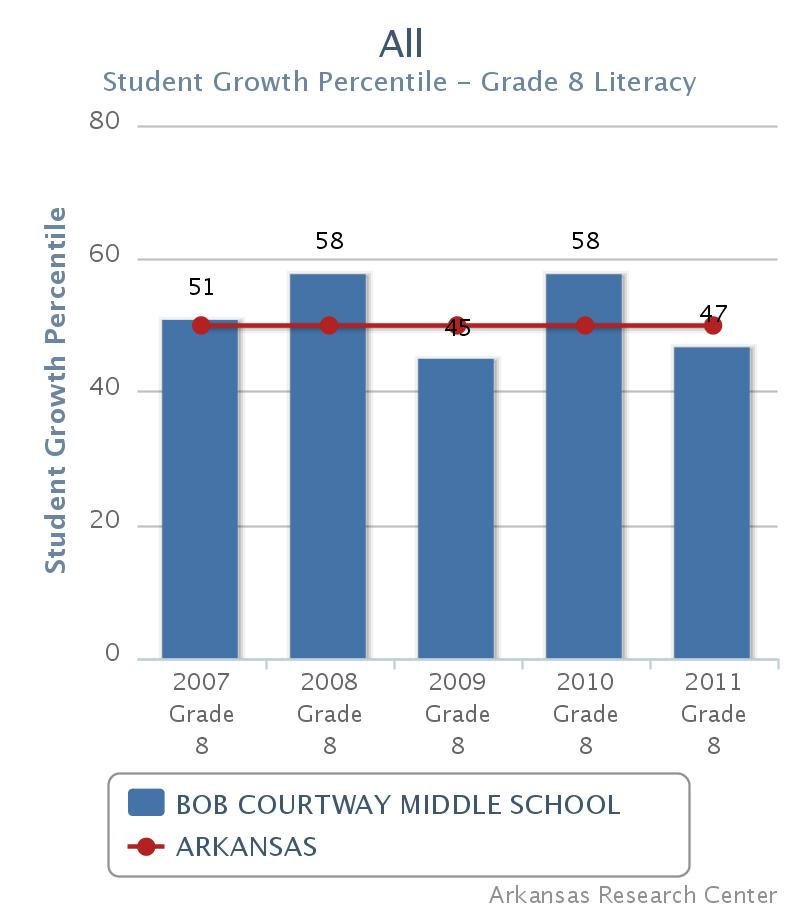 All
Student Growth Percentile – Grade 8 Literacy
Student Growth Percentile
80
60
40
20
0
51
58
45
58
47
2007 2008 2009 2010 2011
Grade Grade Grade Grade Grade
8 8 8 8 8
BOB COURTWAY MIDDLE SCHOOL
ARKANSAS
Arkansas Research Center